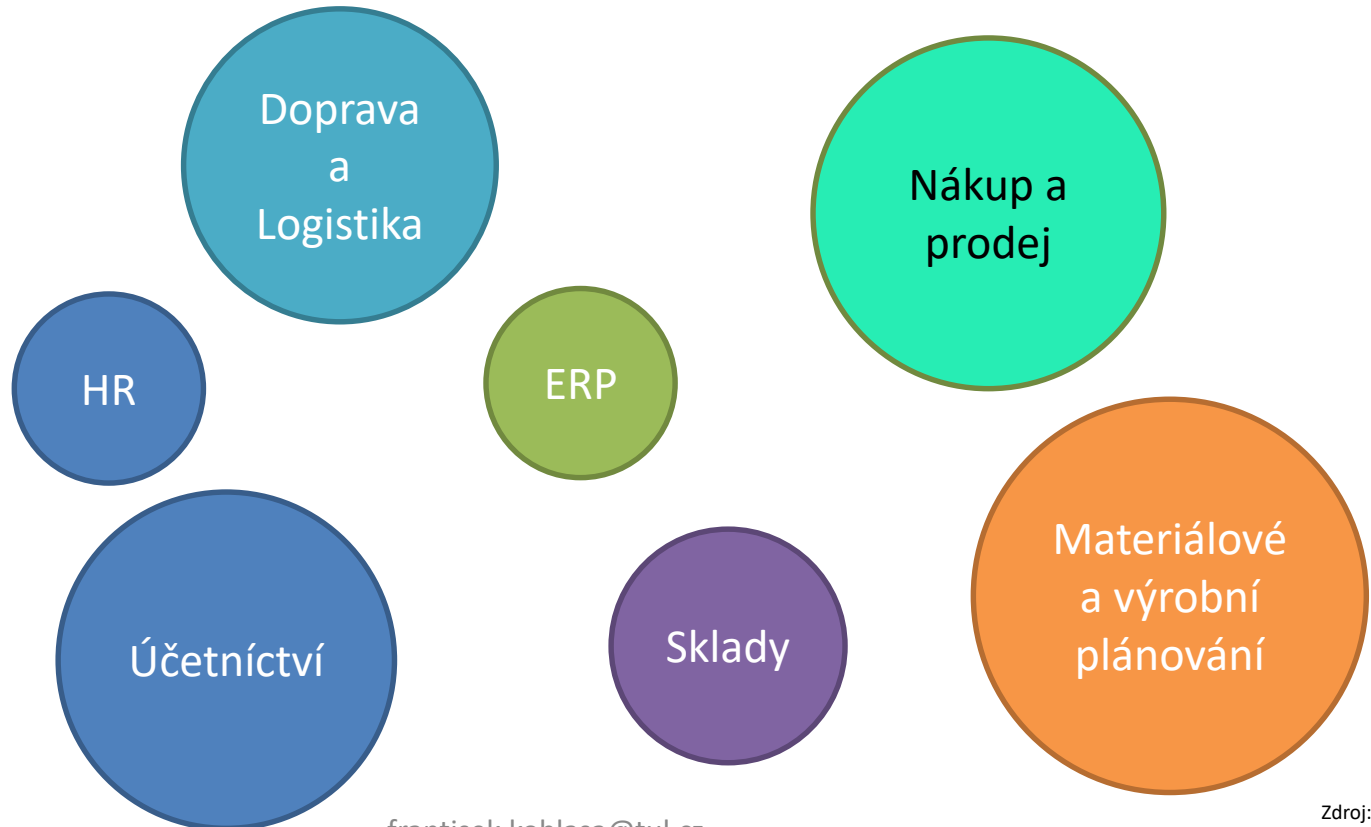 Doprava
a
Logistika
Nákup a
prodej
HR
ERP
Materiálové
a výrobní
plánování
Účetníctví
Sklady
Zdroj: